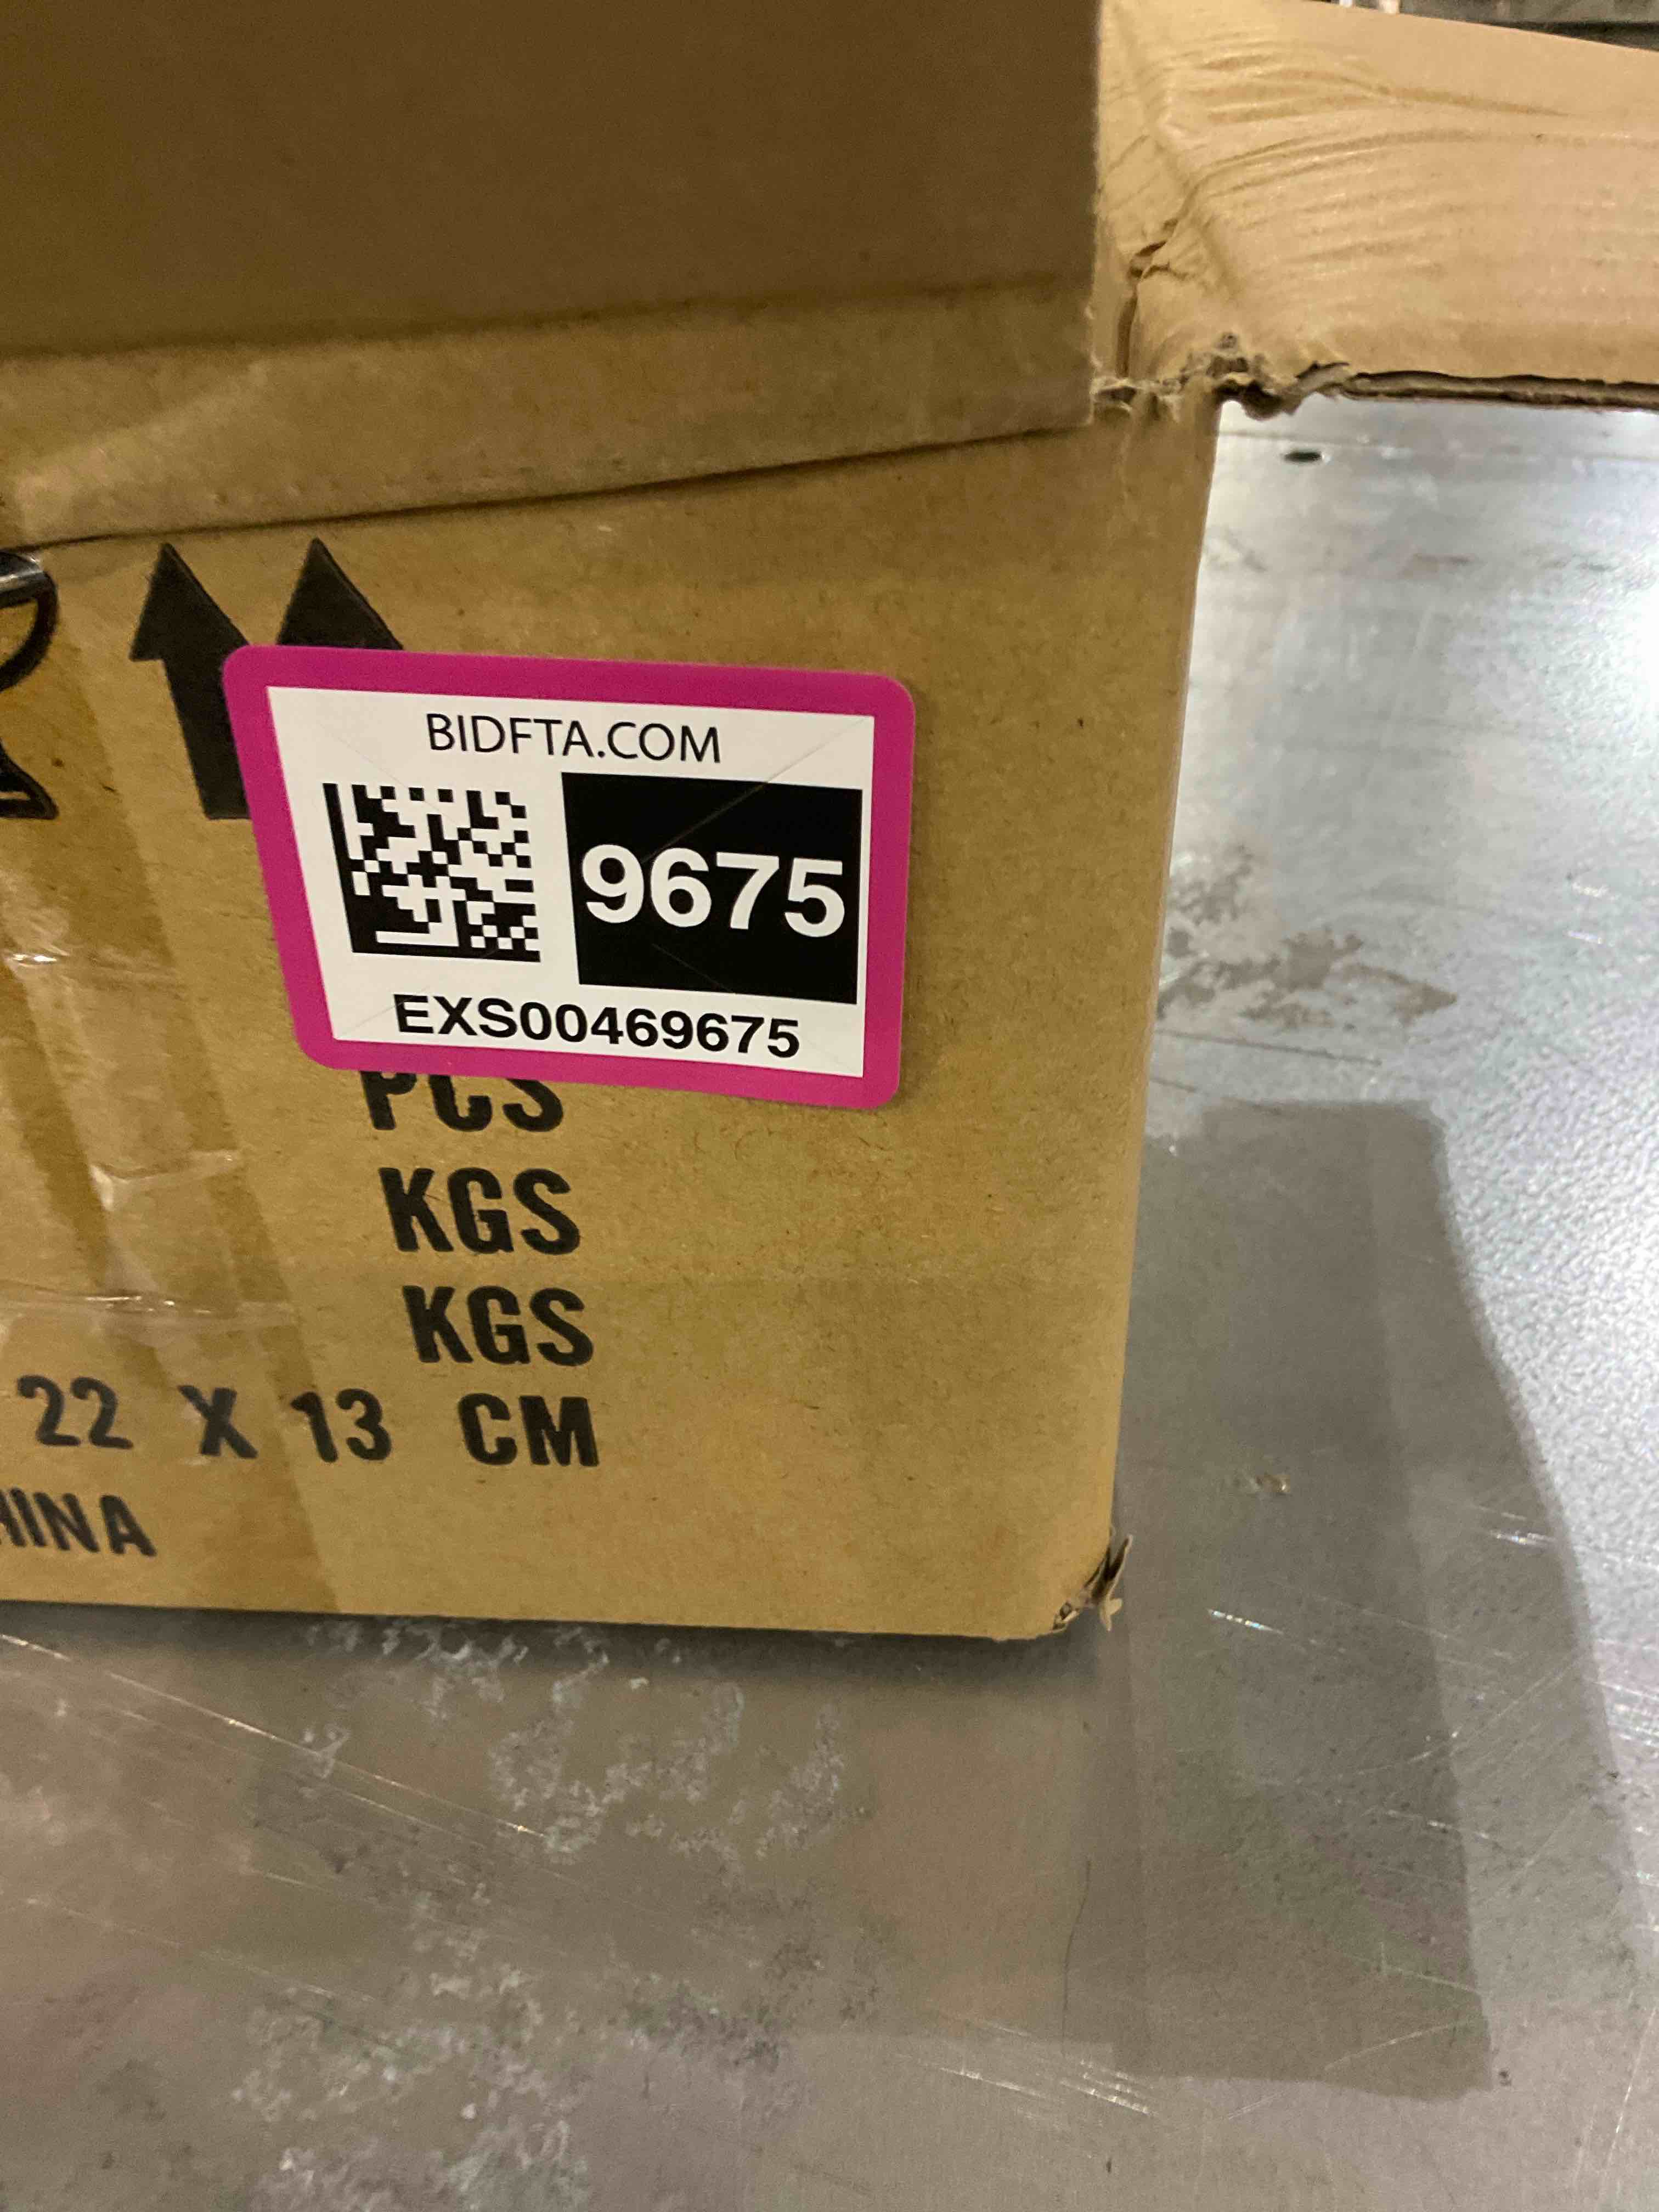 BIDFTA.COM
9675
EXS00469675
PCS
KGS
KGS
22 X 13 CM
HINA